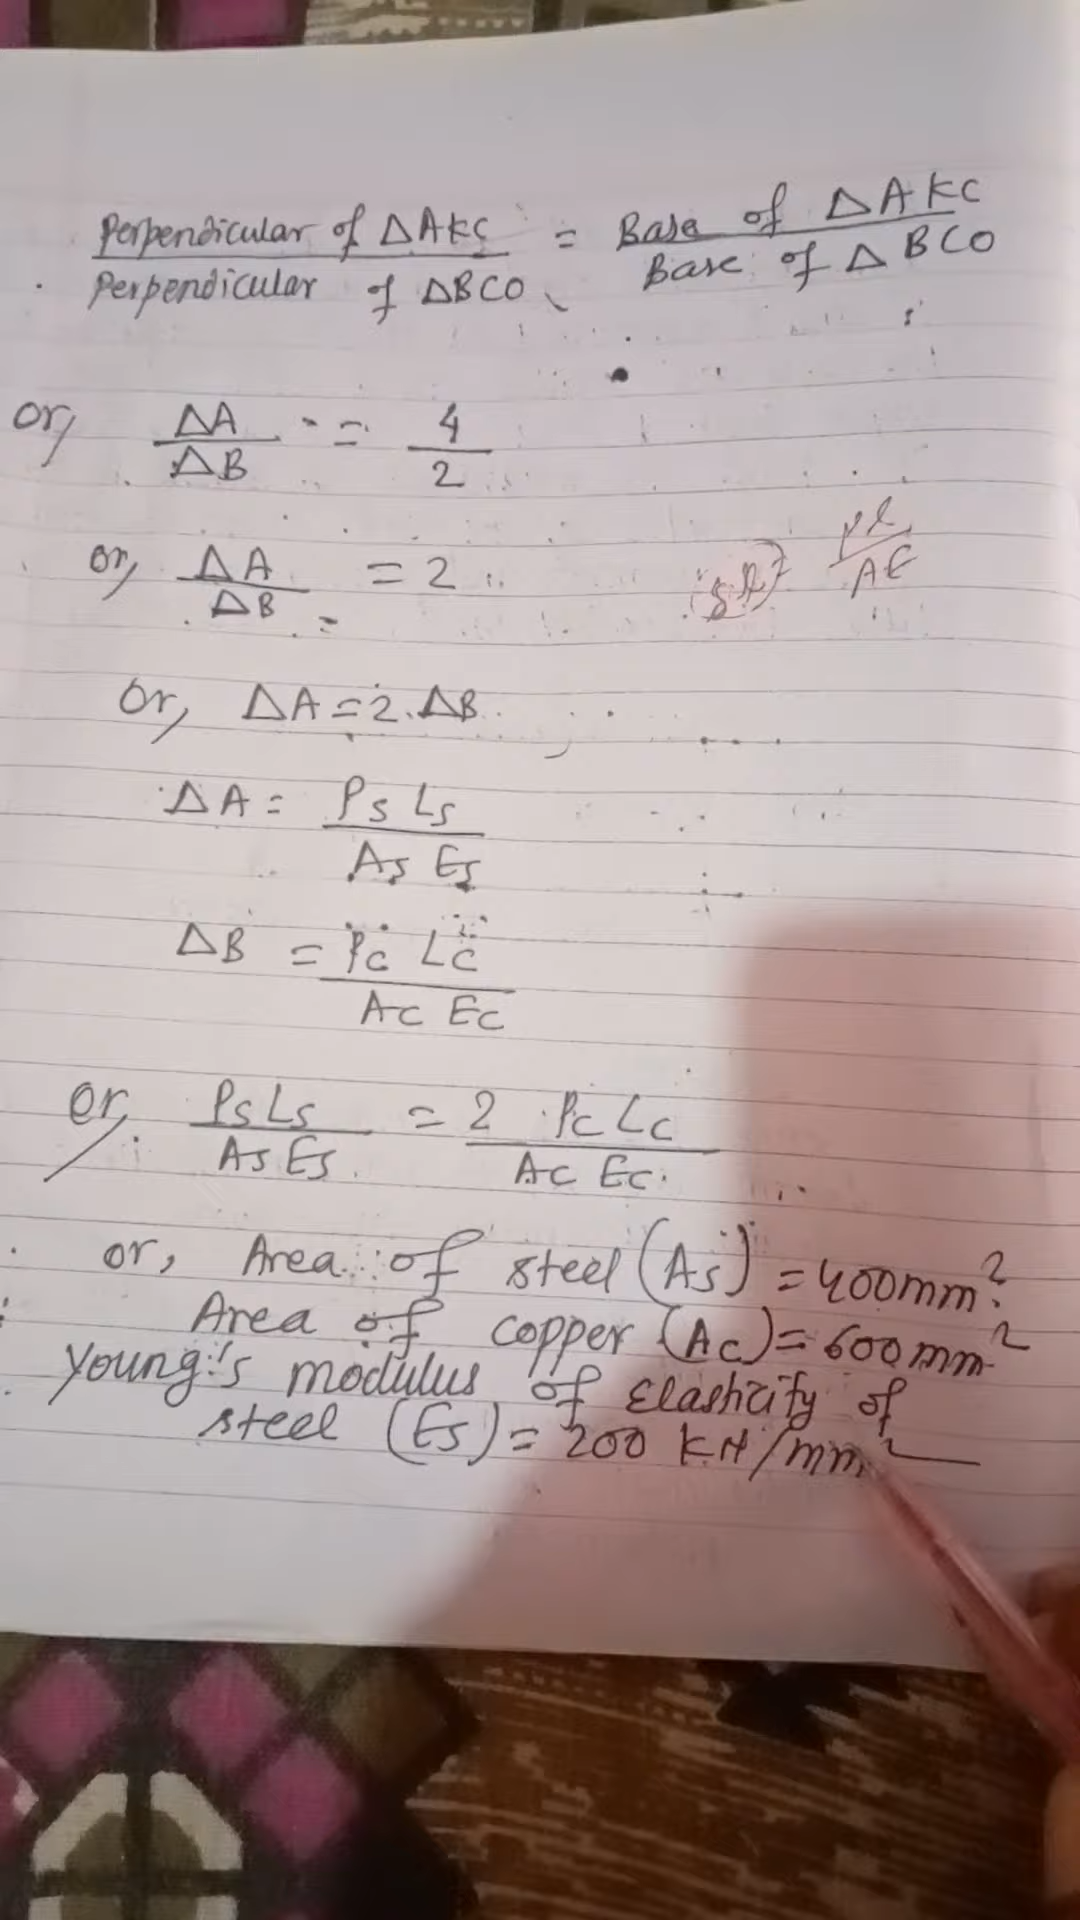 Perpendicular of ΔAKC = Base of ΔAKC
Perpendicular of ΔBCO Base of ΔBCO
or, ΔA = 4
ΔB 2
or, ΔA = 2
ΔB =
Pl
AE
Or, ΔA = 2.ΔB
ΔA = Ps Ls
As Es
ΔB = Pc Lc
Ac Ec
or, Ps Ls = 2 Pc Lc
As Es Ac Ec.
or, Area of steel (As) = 400mm²
Area of copper (Ac) = 600mm²
Young's modulus of Elasticity of
steel (Es) = 200 KN/mm²